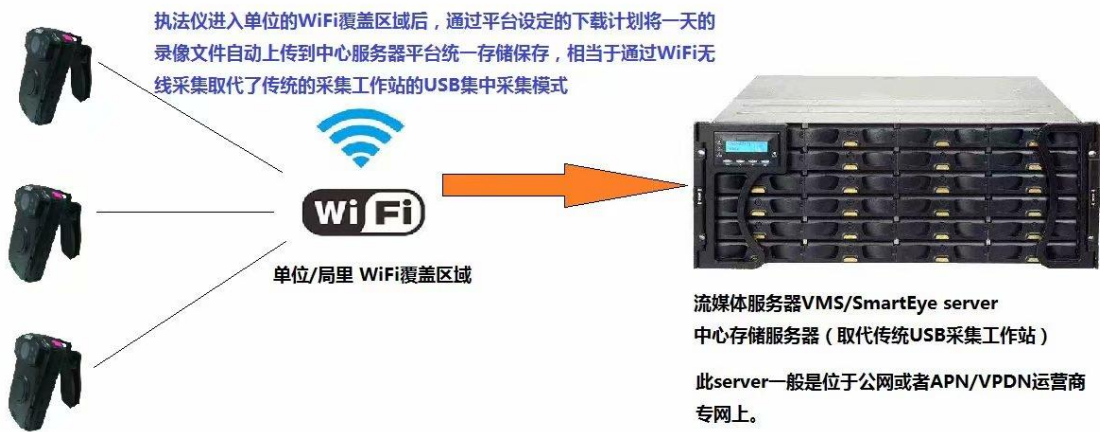 执法仪进入单位的WiFi覆盖区域后，通过平台设定的下载计划将一天的
录像文件自动上传到中心服务器平台统一存储保存，相当于通过WiFi无
线采集取代了传统的采集工作站的USB集中采集模式
WiFi
单位/局里 WiFi覆盖区域
流媒体服务器VMS/SmartEye server
中心存储服务器（取代传统USB采集工作站）
此server一般是位于公网或者APN/VPDN运营商
专网上。